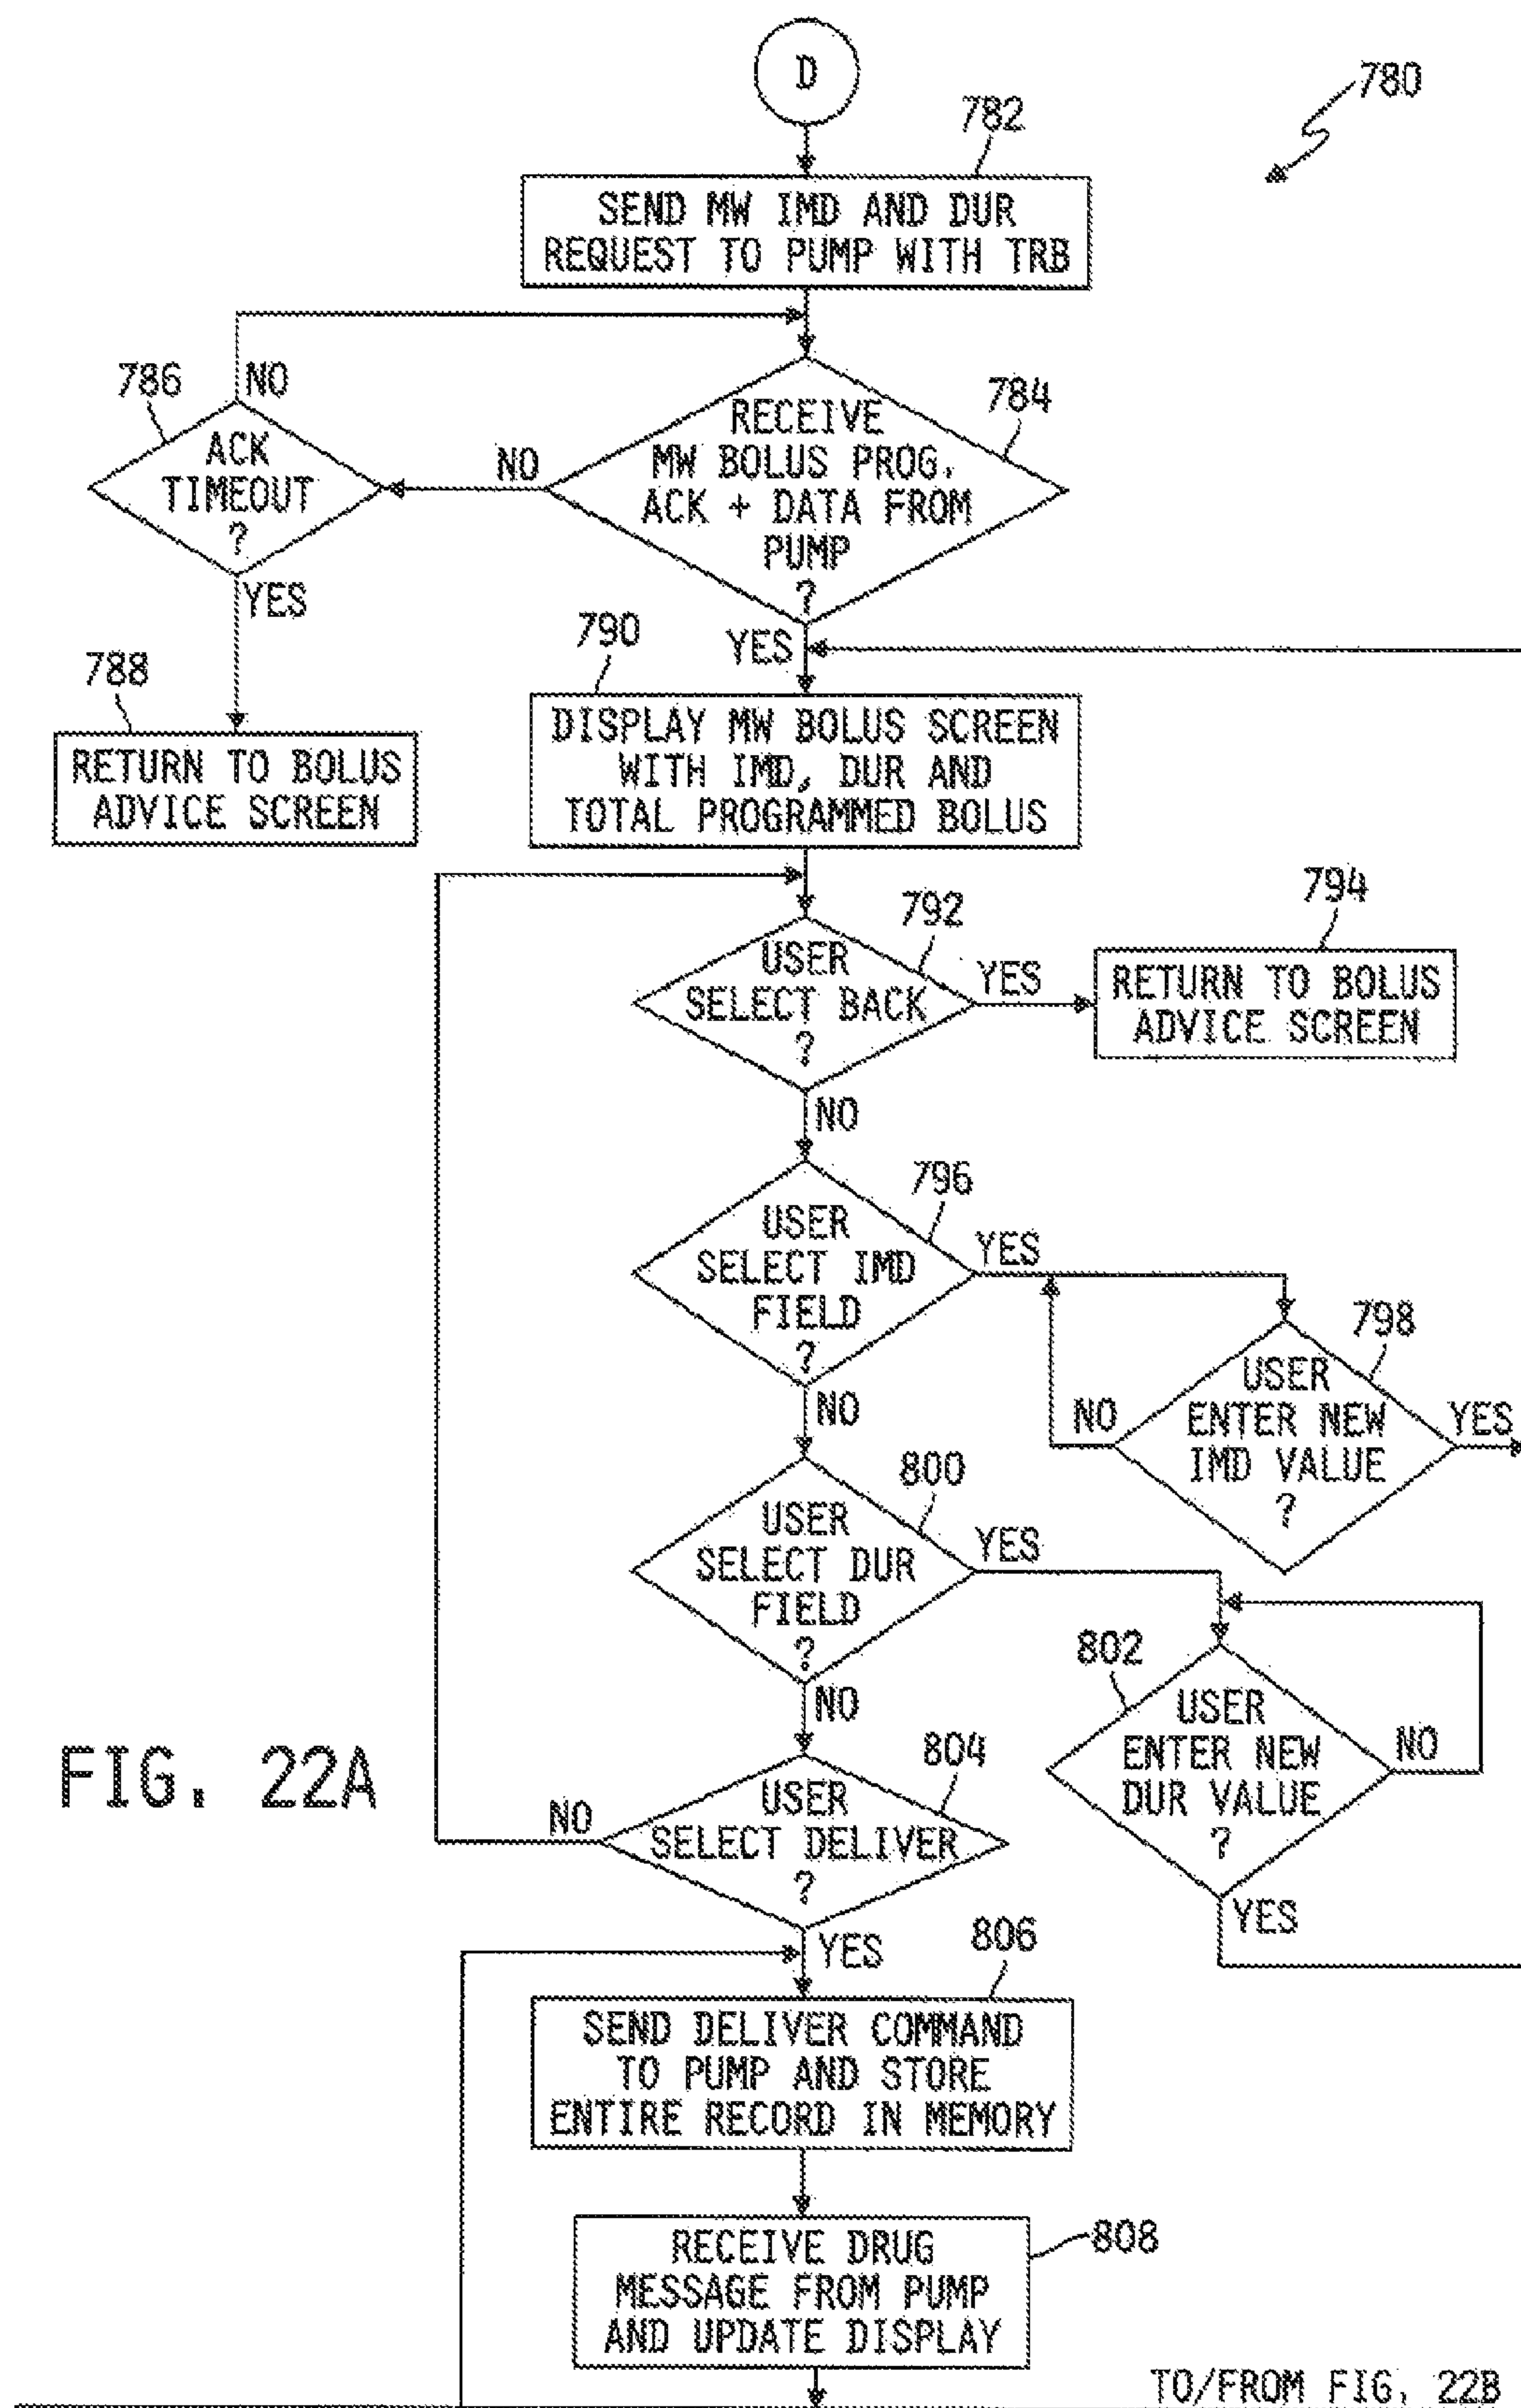 D
780
782
SEND MW IMD AND DUR
REQUEST TO PUMP WITH TRB
786
NO
ACK
TIMEOUT
?
NO
784
RECEIVE
MW BOLUS PROG.
ACK + DATA FROM
PUMP
?
YES
790
YES
788
RETURN TO BOLUS
ADVICE SCREEN
DISPLAY MW BOLUS SCREEN
WITH IMD, DUR AND
TOTAL PROGRAMMED BOLUS
792
USER
SELECT BACK
?
YES
794
RETURN TO BOLUS
ADVICE SCREEN
NO
796
USER
SELECT IMD
FIELD
?
YES
798
USER
ENTER NEW
IMD VALUE
?
NO
YES
NO
800
USER
SELECT DUR
FIELD
?
YES
802
USER
ENTER NEW
DUR VALUE
?
NO
YES
NO
FIG. 22A
804
USER
SELECT DELIVER
?
NO
YES
806
SEND DELIVER COMMAND
TO PUMP AND STORE
ENTIRE RECORD IN MEMORY
808
RECEIVE DRUG
MESSAGE FROM PUMP
AND UPDATE DISPLAY
TO/FROM FIG. 22B